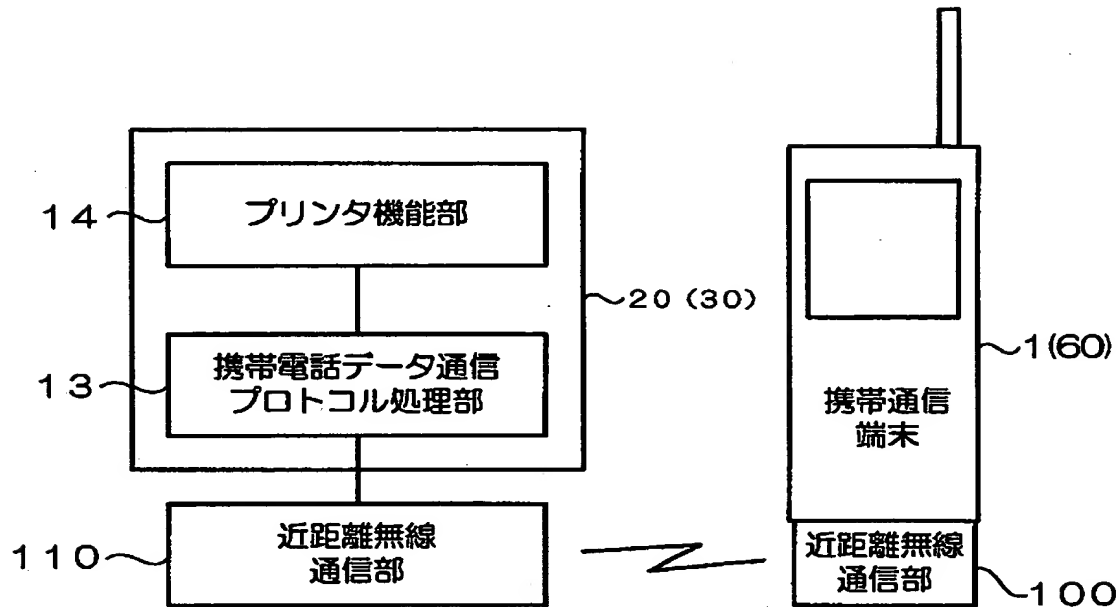 14
プリンタ機能部
20 (30)
13
携帯電話データ通信
プロトコル処理部
1(60)
携帯通信
端末
110
近距離無線
通信部
近距離無線
通信部
100